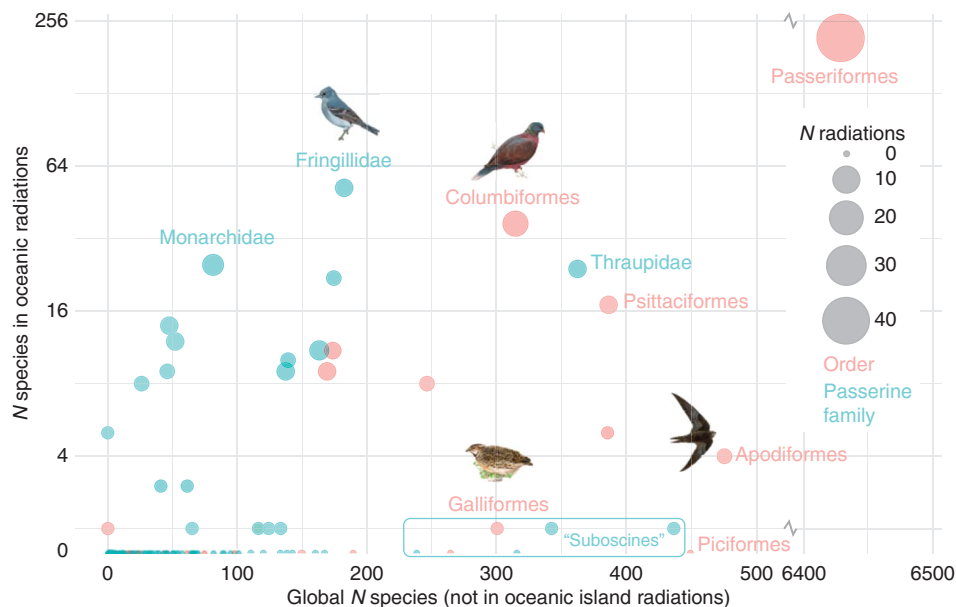 256
64
16
4
0
N species in oceanic radiations
Passeriformes
Fringillidae
Columbiformes
Monarchidae
Thraupidae
Psittaciformes
Apodiformes
Galliformes
"Suboscines"
Piciformes
N radiations
0
10
20
30
40
Order
Passerine
family
0 100 200 300 400 500 6400 6500
Global N species (not in oceanic island radiations)